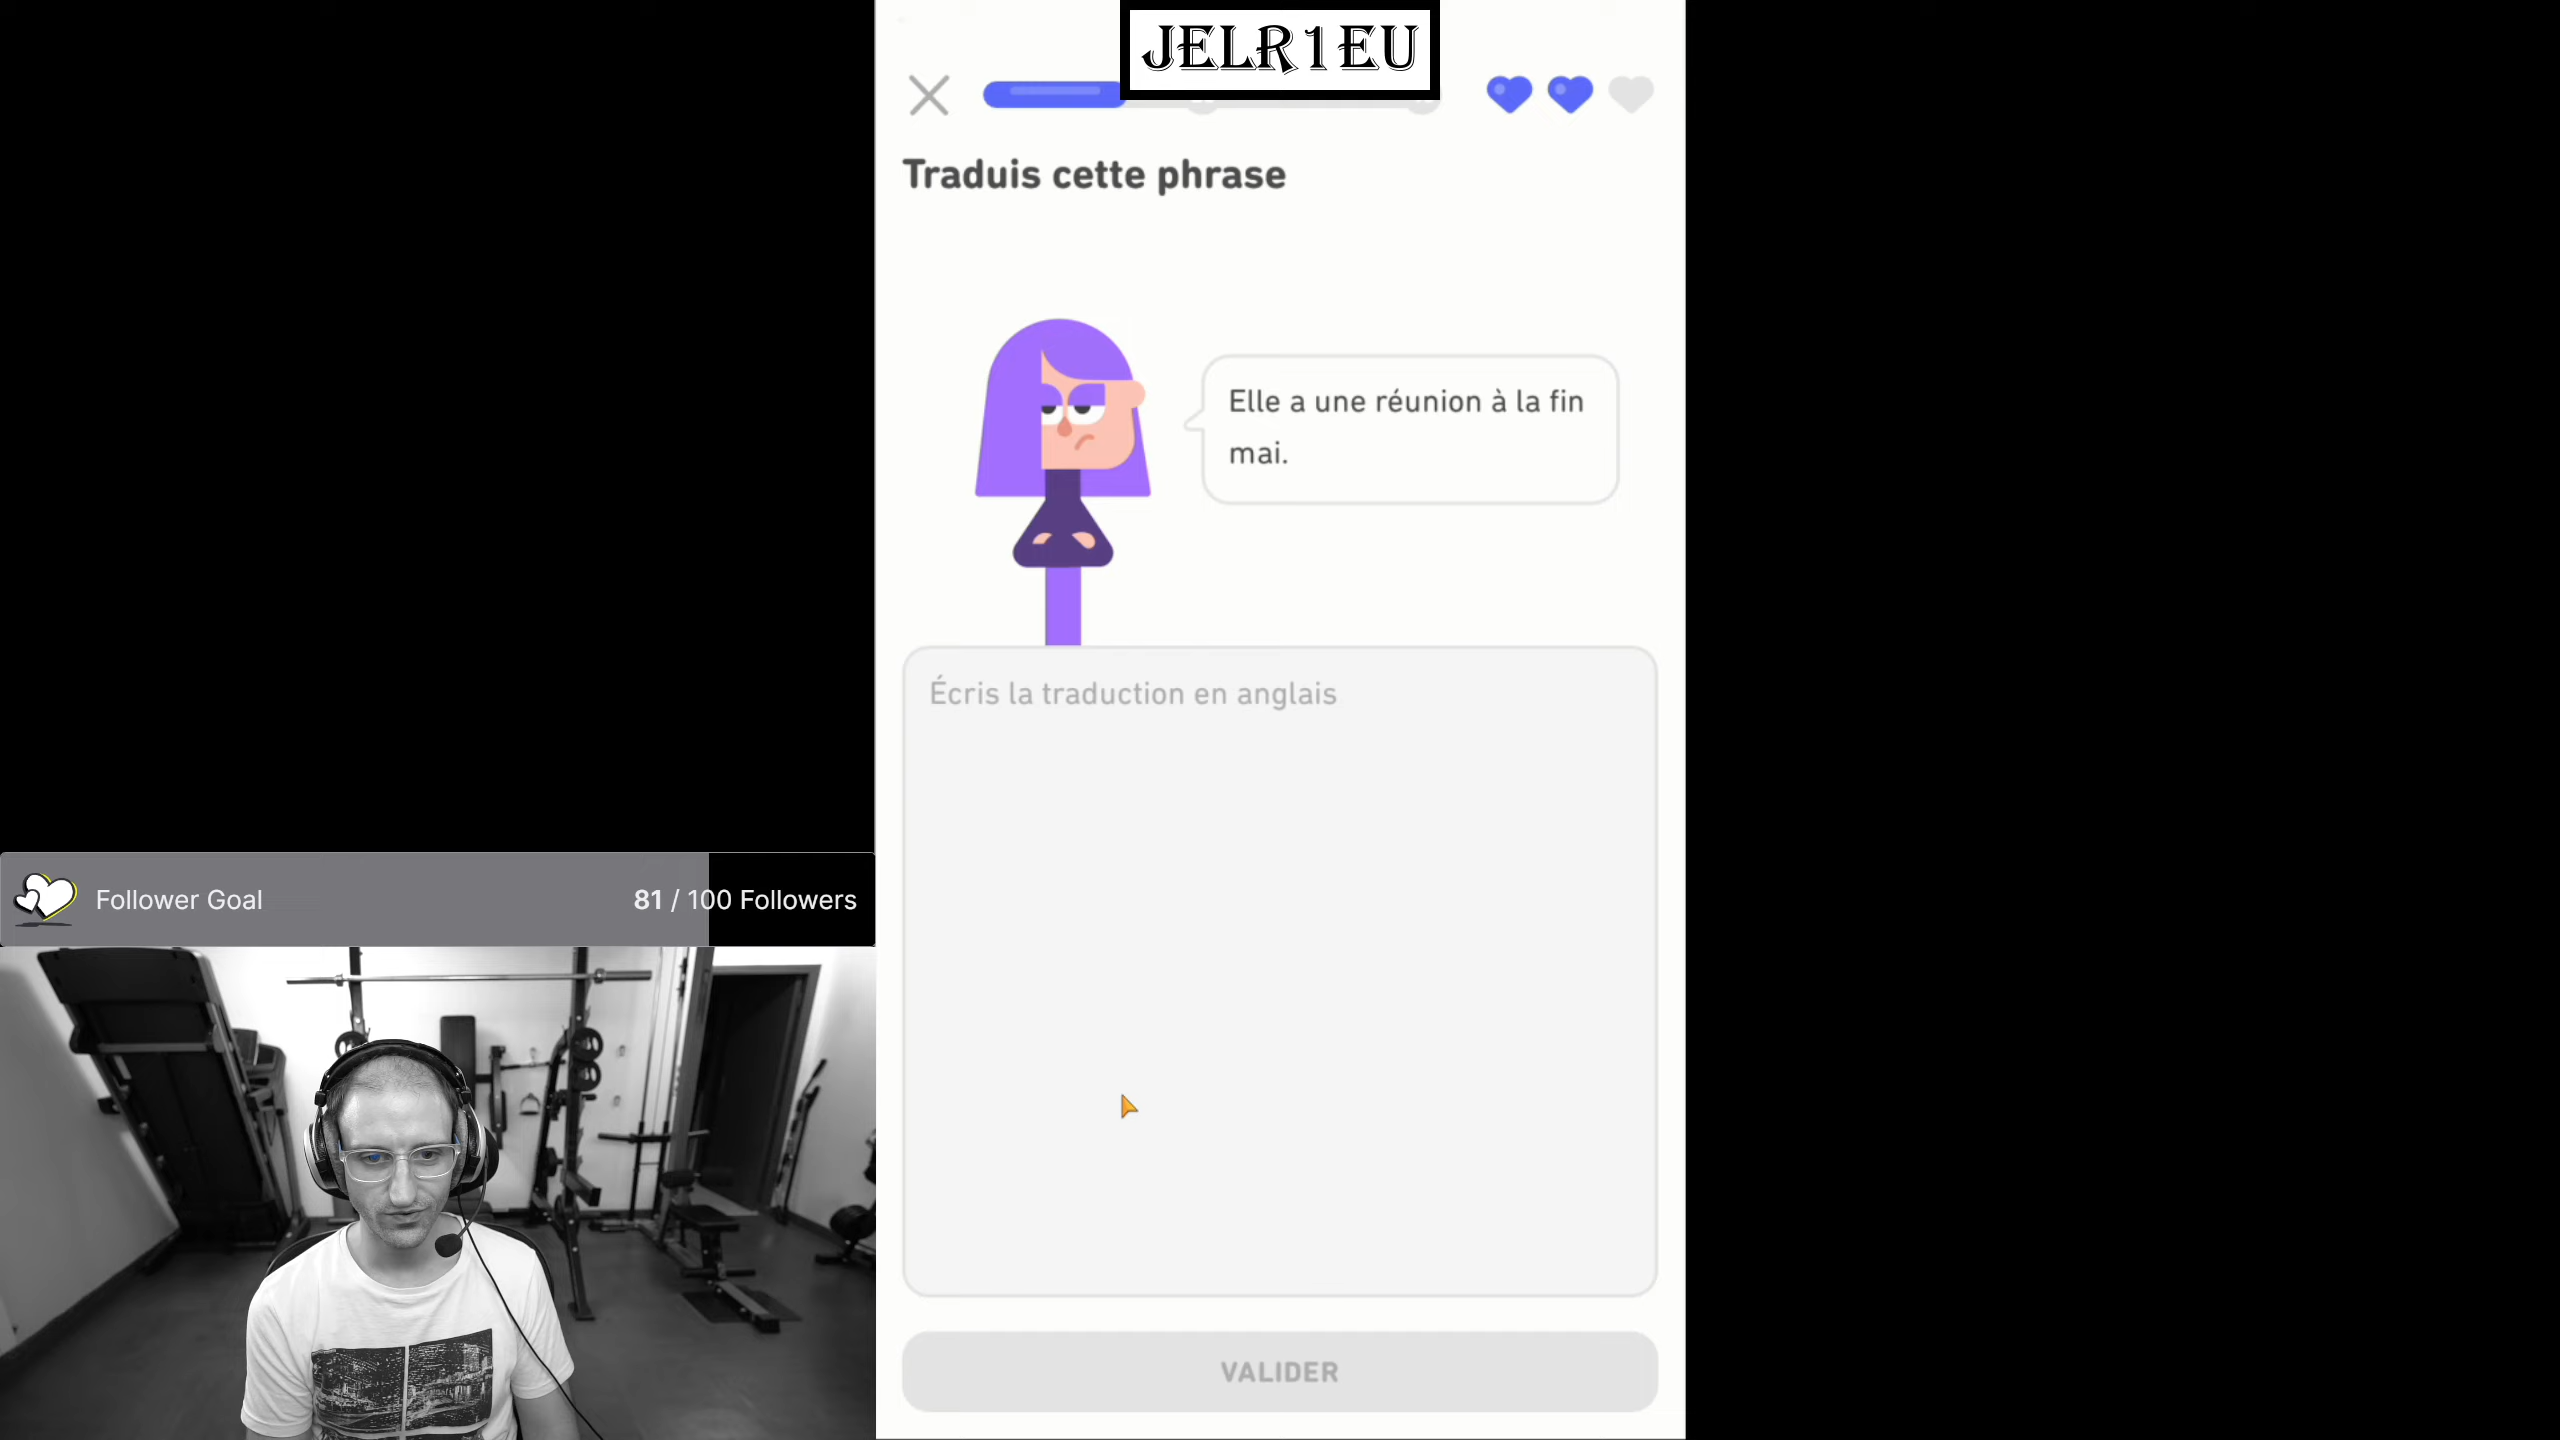 JELR1EU
Traduis cette phrase
Elle a une réunion à la fin
mai.
Écris la traduction en anglais
Follower Goal
81 / 100 Followers
VALIDER